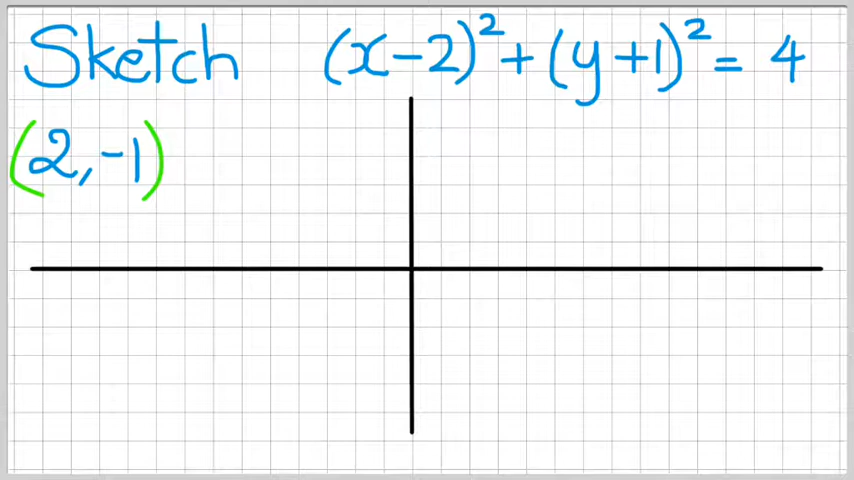 Sketch (x-2)²+(y+1)²= 4
(2,-1)